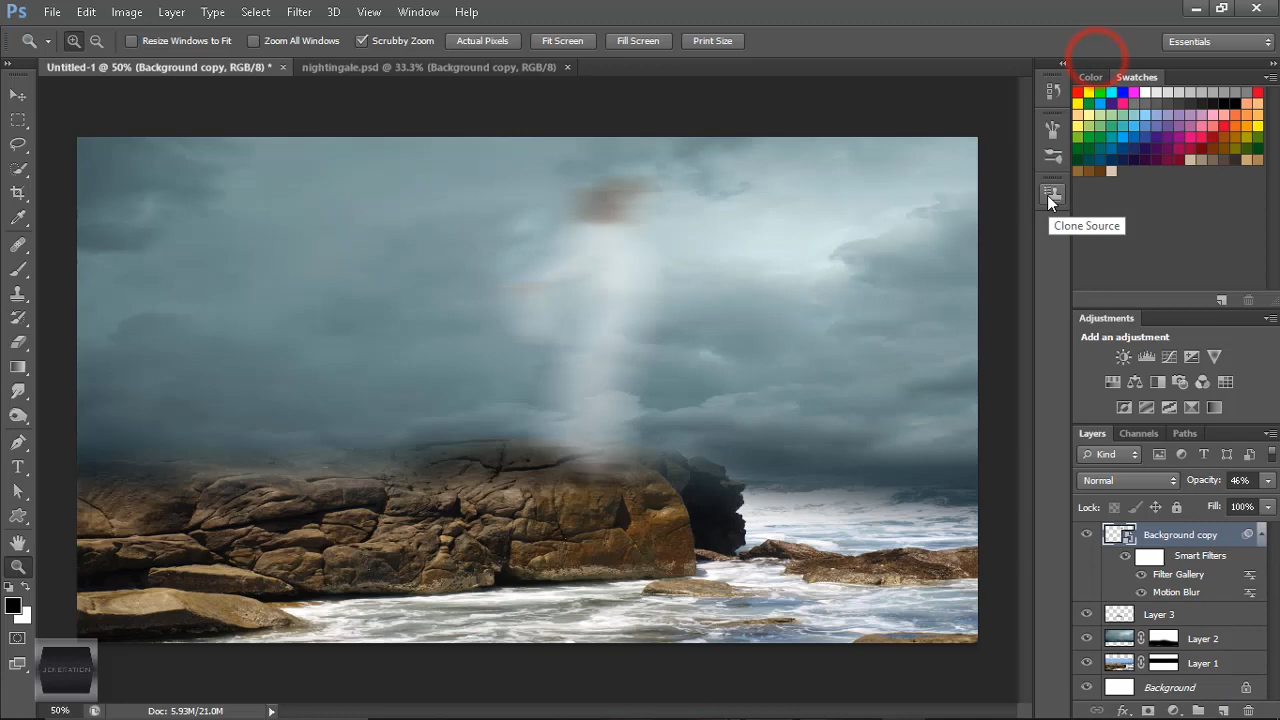 Ps File Edit Image Layer Type Select Filter 3D View Window Help
Resize Windows to Fit Zoom All Windows Scrubby Zoom Actual Pixels Fit Screen Fill Screen Print Size Essentials
Untitled-1 @ 50% (Background copy, RGB/8) * × nightingale.psd @ 33.3% (Background copy, RGB/8) ×
Color Swatches
Clone Source
Adjustments
Add an adjustment
Layers Channels Paths
Kind
Normal Opacity: 46%
Lock: Fill: 100%
Background copy
Smart Filters
Filter Gallery
Motion Blur
Layer 3
Layer 2
Layer 1
Background
JENERATION
50% Doc: 5.93M/21.0M